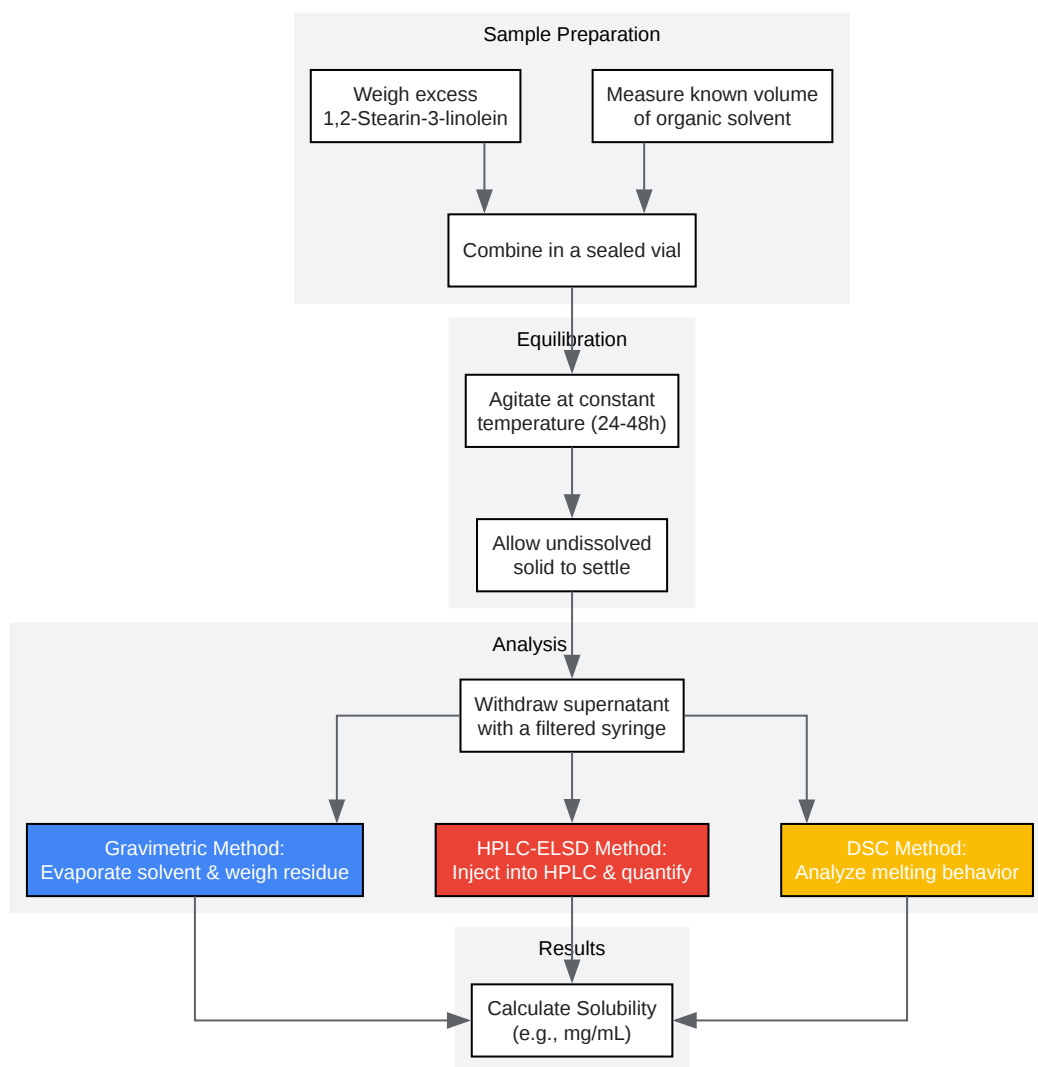 Sample Preparation
Weigh excess
1,2-Stearin-3-linolein
Measure known volume
of organic solvent
Combine in a sealed vial
Equilibration
Agitate at constant
temperature (24-48h)
Allow undissolved
solid to settle
Analysis
Withdraw supernatant
with a filtered syringe
Gravimetric Method:
Evaporate solvent & weigh residue
HPLC-ELSD Method:
Inject into HPLC & quantify
DSC Method:
Analyze melting behavior
Results
Calculate Solubility
(e.g., mg/mL)